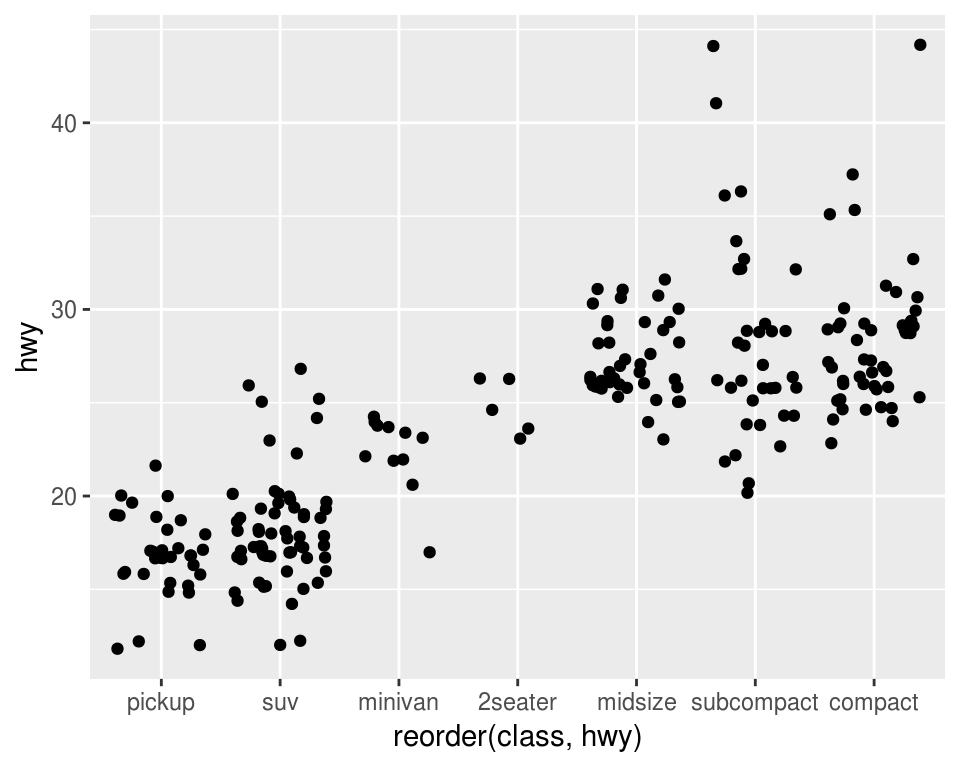 hwy
40
30
20
pickup suv minivan 2seater midsize subcompact compact
reorder(class, hwy)